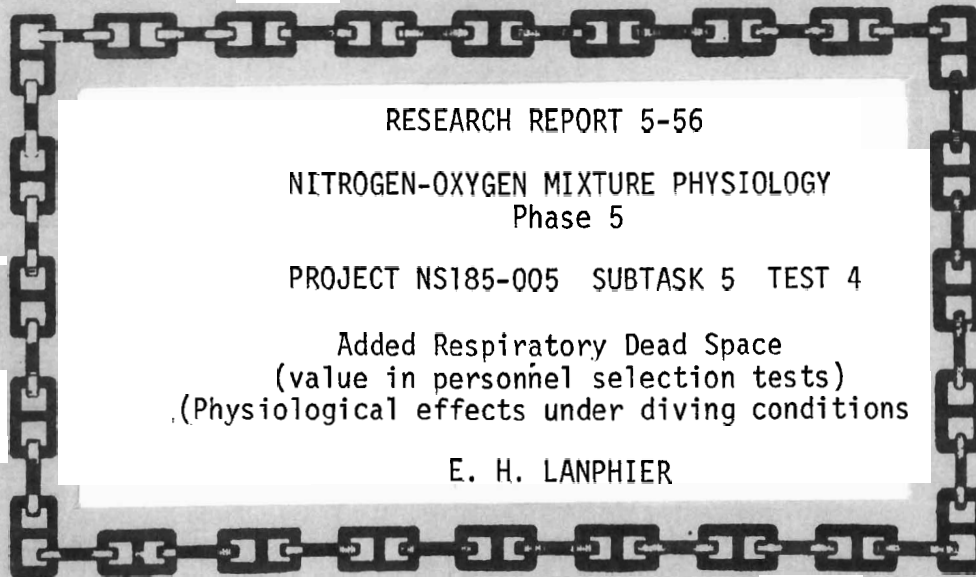 RESEARCH REPORT 5-56
NITROGEN-OXYGEN MIXTURE PHYSIOLOGY
Phase 5
PROJECT NS185-005 SUBTASK 5 TEST 4
Added Respiratory Dead Space
(value in personnel selection tests)
(Physiological effects under diving conditions
E. H. LANPHIER